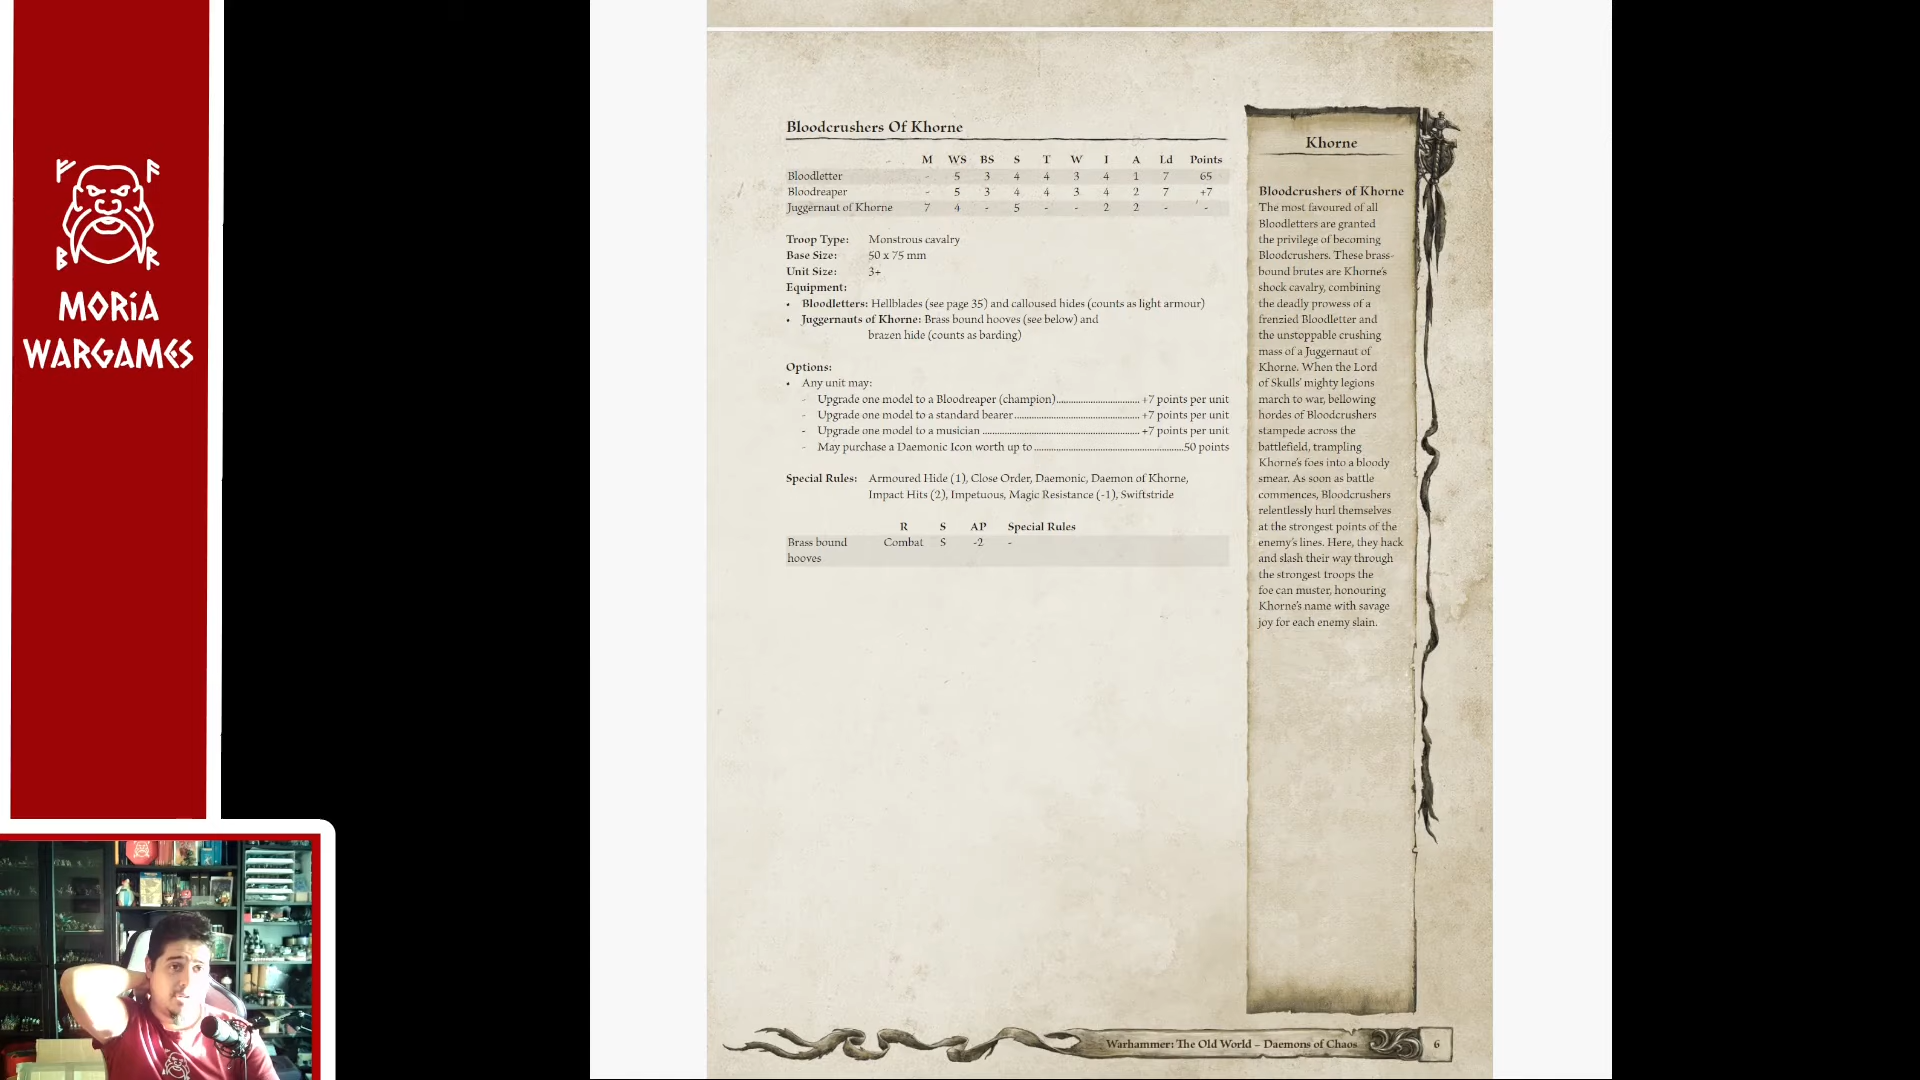 MORiA
WARGAMES
Bloodcrushers Of Khorne
M WS BS S T W I A Ld Points
Bloodletter - 5 3 4 4 3 4 1 7 65
Bloodreaper - 5 3 4 4 3 4 2 7 +7
Juggernaut of Khorne 7 4 - 5 - - 2 2 - -
Troop Type: Monstrous cavalry
Base Size: 50 x 75 mm
Unit Size: 3+
Equipment:
• Bloodletters: Hellblades (see page 35) and calloused hides (counts as light armour)
• Juggernauts of Khorne: Brass bound hooves (see below) and
brazen hide (counts as barding)
Options:
• Any unit may:
- Upgrade one model to a Bloodreaper (champion)................................ +7 points per unit
- Upgrade one model to a standard bearer................................................ +7 points per unit
- Upgrade one model to a musician ............................................................ +7 points per unit
- May purchase a Daemonic Icon worth up to ..........................................................50 points
Special Rules: Armoured Hide (1), Close Order, Daemonic, Daemon of Khorne,
Impact Hits (2), Impetuous, Magic Resistance (-1), Swiftstride
R S AP Special Rules
Brass bound Combat S -2 -
hooves
Khorne
Bloodcrushers of Khorne
The most favoured of all
Bloodletters are granted
the privilege of becoming
Bloodcrushers. These brass-
bound brutes are Khorne's
shock cavalry, combining
the deadly prowess of a
frenzied Bloodletter and
the unstoppable crushing
mass of a Juggernaut of
Khorne. When the Lord
of Skulls' mighty legions
march to war, bellowing
hordes of Bloodcrushers
stampede across the
battlefield, trampling
Khorne's foes into a bloody
smear. As soon as battle
commences, Bloodcrushers
relentlessly hurl themselves
at the strongest points of the
enemy's lines. Here, they hack
and slash their way through
the strongest troops the
foe can muster, honouring
Khorne's name with savage
joy for each enemy slain.
Warhammer: The Old World – Daemons of Chaos 6